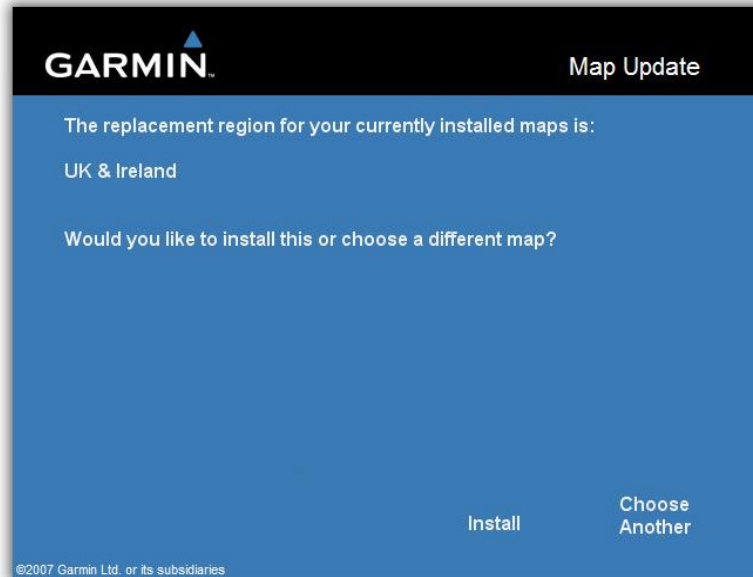 GARMIN™
Map Update
The replacement region for your currently installed maps is:
UK & Ireland
Would you like to install this or choose a different map?
Install
Choose
Another
©2007 Garmin Ltd. or its subsidiaries